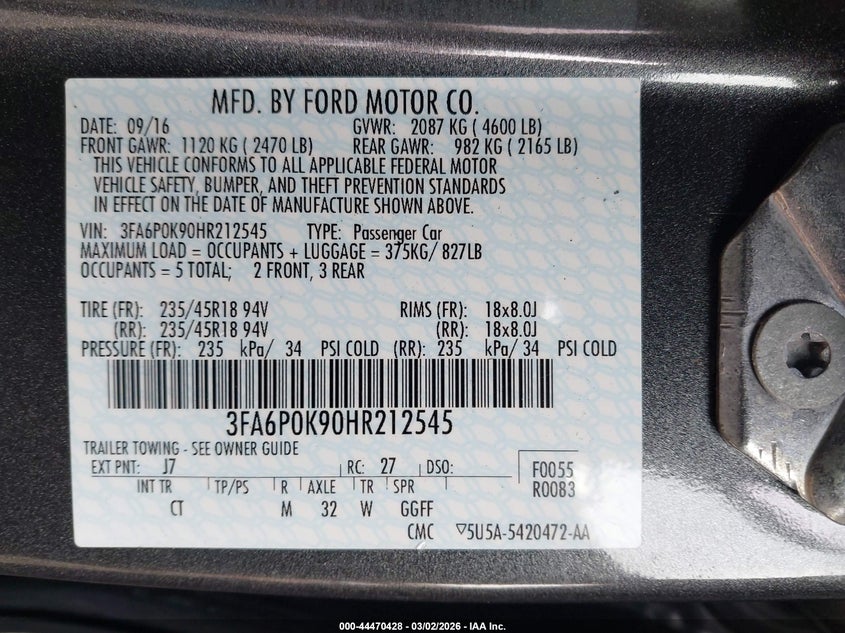 MFD. BY FORD MOTOR CO.
DATE: 09/16 GVWR: 2087 KG ( 4600 LB)
FRONT GAWR: 1120 KG ( 2470 LB) REAR GAWR: 982 KG ( 2165 LB)
THIS VEHICLE CONFORMS TO ALL APPLICABLE FEDERAL MOTOR
VEHICLE SAFETY, BUMPER, AND THEFT PREVENTION STANDARDS
IN EFFECT ON THE DATE OF MANUFACTURE SHOWN ABOVE.
VIN: 3FA6P0K90HR212545 TYPE: Passenger Car
MAXIMUM LOAD = OCCUPANTS + LUGGAGE = 375KG/ 827LB
OCCUPANTS = 5 TOTAL; 2 FRONT, 3 REAR
TIRE (FR): 235/45R18 94V RIMS (FR): 18x8.0J
(RR): 235/45R18 94V (RR): 18x8.0J
PRESSURE (FR): 235 kPa/ 34 PSI COLD (RR): 235 kPa/ 34 PSI COLD
3FA6P0K90HR212545
TRAILER TOWING - SEE OWNER GUIDE
EXT PNT: J7 RC: 27 DSO: F0055
INT TR TP/PS R AXLE TR SPR R0083
CT M 32 W GGFF
CMC ▽5U5A-5420472-AA
000-44470428 - 03/02/2026 - IAA Inc.